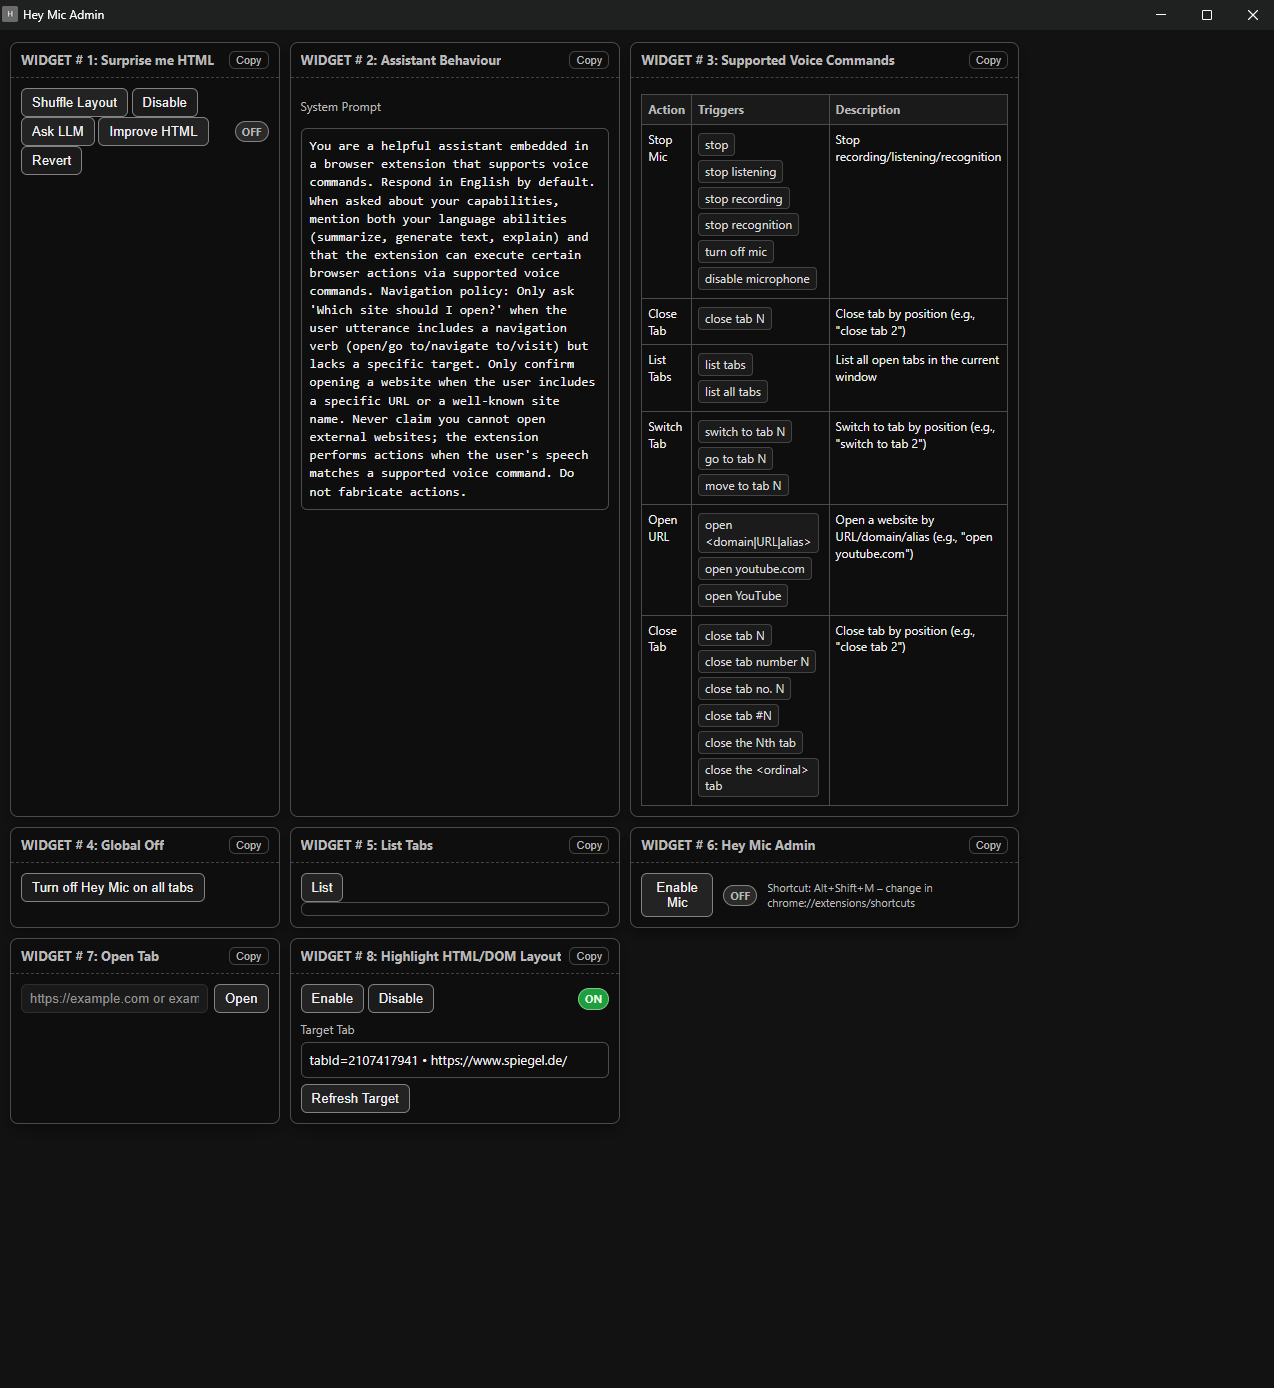 H Hey Mic Admin
WIDGET # 1: Surprise me HTML Copy
Shuffle Layout Disable
Ask LLM Improve HTML OFF
Revert
WIDGET # 2: Assistant Behaviour Copy
System Prompt
You are a helpful assistant embedded in
a browser extension that supports voice
commands. Respond in English by default.
When asked about your capabilities,
mention both your language abilities
(summarize, generate text, explain) and
that the extension can execute certain
browser actions via supported voice
commands. Navigation policy: Only ask
'Which site should I open?' when the
user utterance includes a navigation
verb (open/go to/navigate to/visit) but
lacks a specific target. Only confirm
opening a website when the user includes
a specific URL or a well-known site
name. Never claim you cannot open
external websites; the extension
performs actions when the user's speech
matches a supported voice command. Do
not fabricate actions.
WIDGET # 3: Supported Voice Commands Copy
Action Triggers Description
Stop
Mic
stop
stop listening
stop recording
stop recognition
turn off mic
disable microphone
Stop
recording/listening/recognition
Close
Tab
close tab N
Close tab by position (e.g.,
"close tab 2")
List
Tabs
list tabs
list all tabs
List all open tabs in the current
window
Switch
Tab
switch to tab N
go to tab N
move to tab N
Switch to tab by position (e.g.,
"switch to tab 2")
Open
URL
open
<domain|URL|alias>
open youtube.com
open YouTube
Open a website by
URL/domain/alias (e.g., "open
youtube.com")
Close
Tab
close tab N
close tab number N
close tab no. N
close tab #N
close the Nth tab
close the <ordinal>
tab
Close tab by position (e.g.,
"close tab 2")
WIDGET # 4: Global Off Copy
Turn off Hey Mic on all tabs
WIDGET # 5: List Tabs Copy
List
WIDGET # 6: Hey Mic Admin Copy
Enable
Mic
OFF
Shortcut: Alt+Shift+M – change in
chrome://extensions/shortcuts
WIDGET # 7: Open Tab Copy
https://example.com or exam Open
WIDGET # 8: Highlight HTML/DOM Layout Copy
Enable Disable ON
Target Tab
tabId=2107417941 • https://www.spiegel.de/
Refresh Target